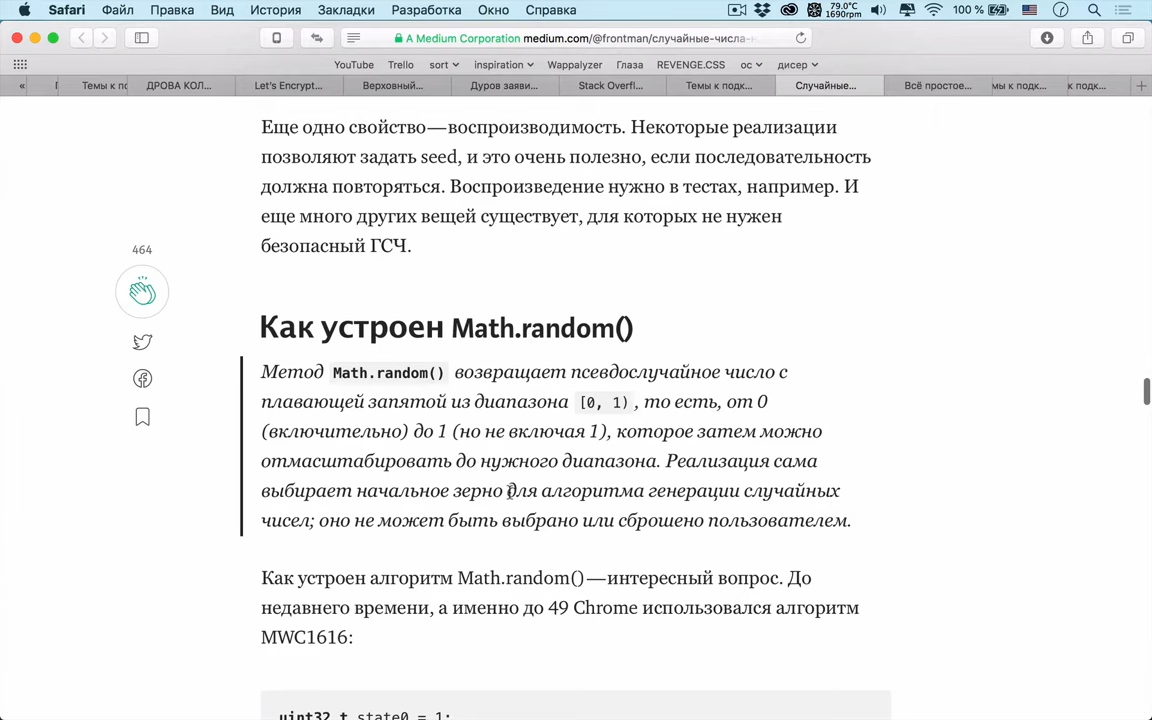 Safari Файл Правка Вид История Закладки Разработка Окно Справка 79.0°C 1690rpm 100 %
A Medium Corporation medium.com/@frontman/случайные-числа-
YouTube Trello sort inspiration Wappalyzer Глаза REVENGE.CSS ос дисер
« Темы к по ДРОВА КОЛ... Let's Encrypt... Верховный... Дуров заяви... Stack Overfl... Темы к подк... Случайные... Всё простое... мы к подк... к подк...
Еще одно свойство — воспроизводимость. Некоторые реализации
позволяют задать seed, и это очень полезно, если последовательность
должна повторяться. Воспроизведение нужно в тестах, например. И
еще много других вещей существует, для которых не нужен
безопасный ГСЧ.
464
Как устроен Math.random()
Метод Math.random() возвращает псевдослучайное число с
плавающей запятой из диапазона [0, 1), то есть, от 0
(включительно) до 1 (но не включая 1), которое затем можно
отмасштабировать до нужного диапазона. Реализация сама
выбирает начальное зерно для алгоритма генерации случайных
чисел; оно не может быть выбрано или сброшено пользователем.
Как устроен алгоритм Math.random() — интересный вопрос. До
недавнего времени, а именно до 49 Chrome использовался алгоритм
MWC1616:
uint32_t state0 = 1;